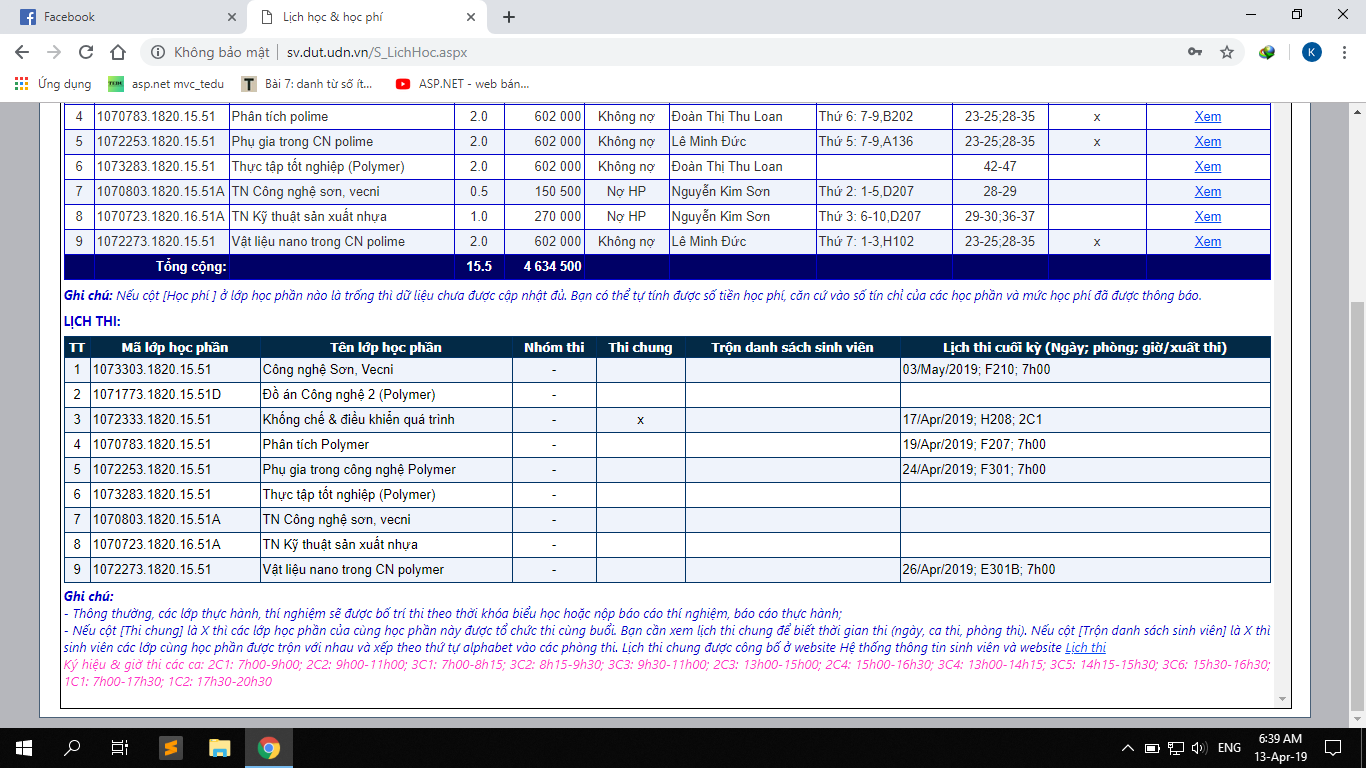 Facebook
Lịch học & học phí
Không bảo mật | sv.dut.udn.vn/S_LichHoc.aspx
K
Ứng dụng asp.net mvc_tedu Bài 7: danh từ số ít... ASP.NET - web bán...
4 1070783.1820.15.51 Phân tích polime 2.0 602 000 Không nợ Đoàn Thị Thu Loan Thứ 6: 7-9,B202 23-25;28-35 x Xem
5 1072253.1820.15.51 Phụ gia trong CN polime 2.0 602 000 Không nợ Lê Minh Đức Thứ 5: 7-9,A136 23-25;28-35 x Xem
6 1073283.1820.15.51 Thực tập tốt nghiệp (Polymer) 2.0 602 000 Không nợ Đoàn Thị Thu Loan 42-47 Xem
7 1070803.1820.15.51A TN Công nghệ sơn, vecni 0.5 150 500 Nợ HP Nguyễn Kim Sơn Thứ 2: 1-5,D207 28-29 Xem
8 1070723.1820.16.51A TN Kỹ thuật sản xuất nhựa 1.0 270 000 Nợ HP Nguyễn Kim Sơn Thứ 3: 6-10,D207 29-30;36-37 Xem
9 1072273.1820.15.51 Vật liệu nano trong CN polime 2.0 602 000 Không nợ Lê Minh Đức Thứ 7: 1-3,H102 23-25;28-35 x Xem
Tổng cộng: 15.5 4 634 500
Ghi chú: Nếu cột [Học phí ] ở lớp học phần nào là trống thì dữ liệu chưa được cập nhật đủ. Bạn có thể tự tính được số tiền học phí, căn cứ vào số tín chỉ của các học phần và mức học phí đã được thông báo.
LỊCH THI:
TT Mã lớp học phần Tên lớp học phần Nhóm thi Thi chung Trộn danh sách sinh viên Lịch thi cuối kỳ (Ngày; phòng; giờ/xuất thi)
1 1073303.1820.15.51 Công nghệ Sơn, Vecni - 03/May/2019; F210; 7h00
2 1071773.1820.15.51D Đồ án Công nghệ 2 (Polymer) -
3 1072333.1820.15.51 Khống chế & điều khiển quá trình - x 17/Apr/2019; H208; 2C1
4 1070783.1820.15.51 Phân tích Polymer - 19/Apr/2019; F207; 7h00
5 1072253.1820.15.51 Phụ gia trong công nghệ Polymer - 24/Apr/2019; F301; 7h00
6 1073283.1820.15.51 Thực tập tốt nghiệp (Polymer) -
7 1070803.1820.15.51A TN Công nghệ sơn, vecni -
8 1070723.1820.16.51A TN Kỹ thuật sản xuất nhựa -
9 1072273.1820.15.51 Vật liệu nano trong CN polymer - 26/Apr/2019; E301B; 7h00
Ghi chú:
- Thông thường, các lớp thực hành, thí nghiệm sẽ được bố trí thi theo thời khóa biểu học hoặc nộp báo cáo thí nghiệm, báo cáo thực hành;
- Nếu cột [Thi chung] là X thì các lớp học phần của cùng học phần này được tổ chức thi cùng buổi. Bạn cần xem lịch thi chung để biết thời gian thi (ngày, ca thi, phòng thi). Nếu cột [Trộn danh sách sinh viên] là X thì
sinh viên các lớp cùng học phần được trộn với nhau và xếp theo thứ tự alphabet vào các phòng thi. Lịch thi chung được công bố ở website Hệ thống thông tin sinh viên và website Lịch thi
Ký hiệu & giờ thi các ca: 2C1: 7h00-9h00; 2C2: 9h00-11h00; 3C1: 7h00-8h15; 3C2: 8h15-9h30; 3C3: 9h30-11h00; 2C3: 13h00-15h00; 2C4: 15h00-16h30; 3C4: 13h00-14h15; 3C5: 14h15-15h30; 3C6: 15h30-16h30;
1C1: 7h00-17h30; 1C2: 17h30-20h30
ENG
6:39 AM
13-Apr-19